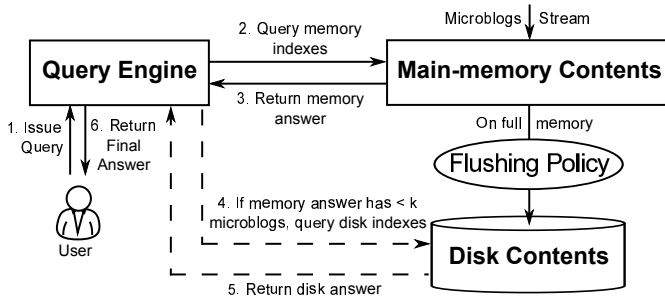 Microblogs Stream
2. Query memory
indexes
Query Engine
Main-memory Contents
3. Return memory
answer
1. Issue
Query
6. Return
Final
Answer
On full memory
Flushing Policy
4. If memory answer has < k
microblogs, query disk indexes
User
Disk Contents
5. Return disk answer